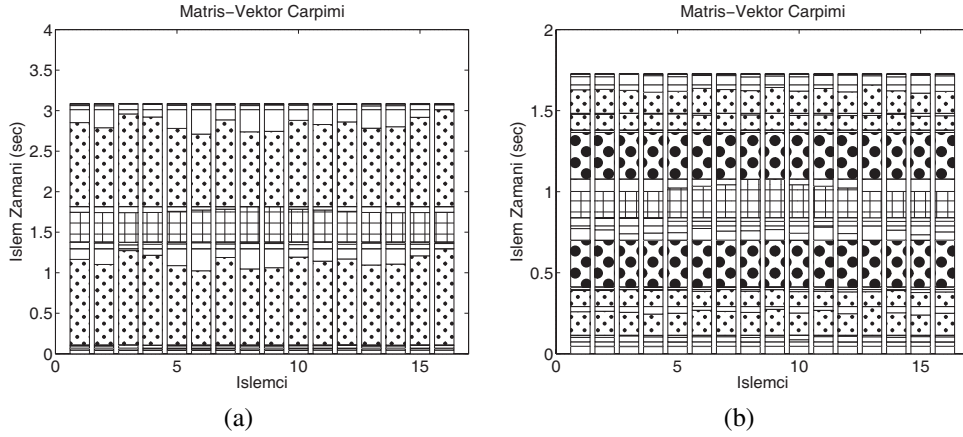 Matris−Vektor Carpimi
4
3.5
3
2.5
2
1.5
1
0.5
0
Islem Zamani (sec)
0 5 10 15
Islemci
(a)
Matris−Vektor Carpimi
2
1.5
1
0.5
0
Islem Zamani (sec)
0 5 10 15
Islemci
(b)